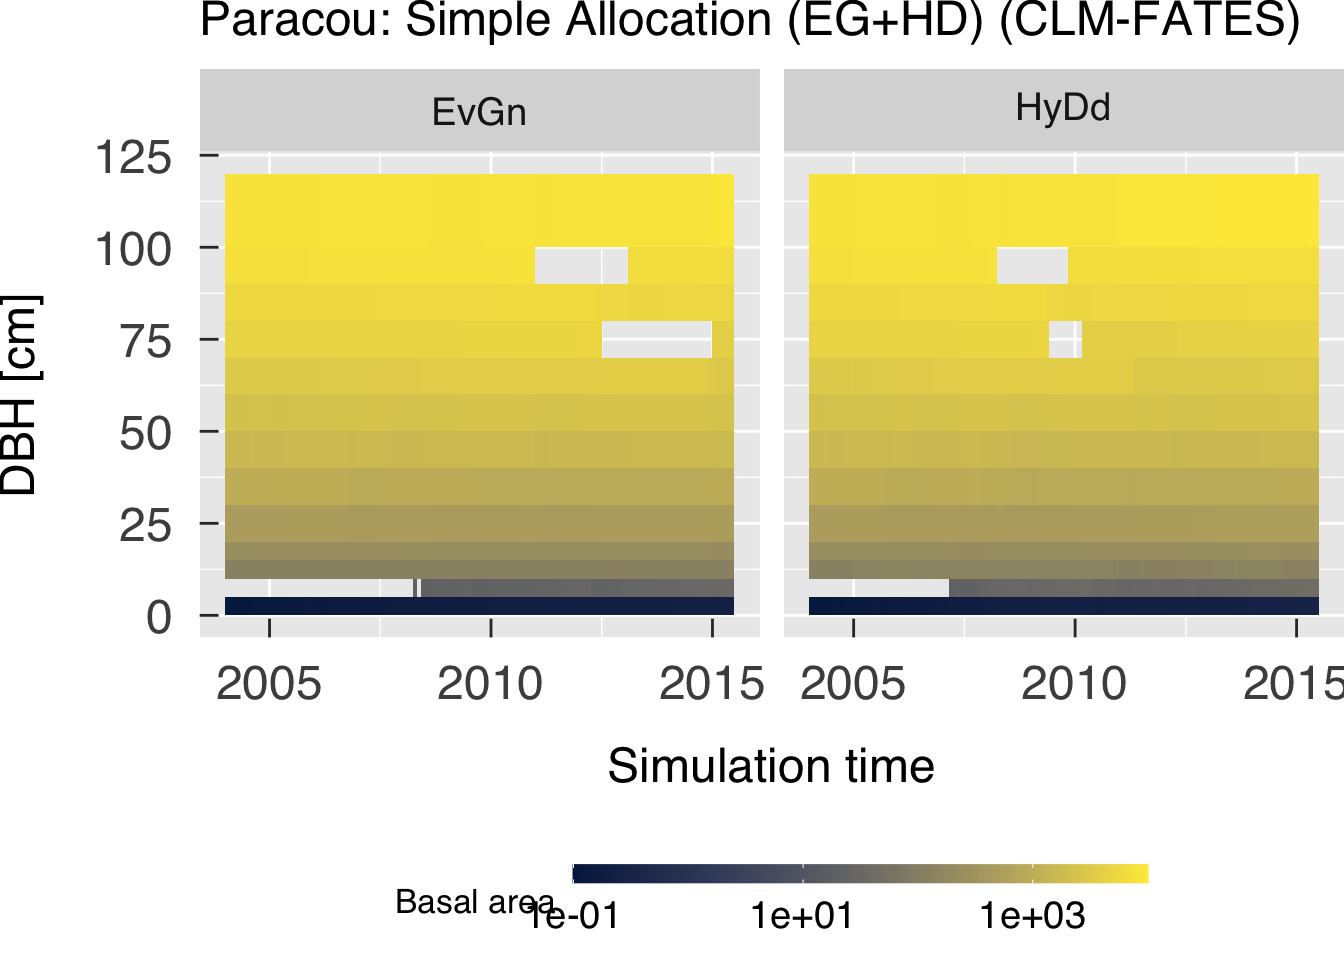 Paracou: Simple Allocation (EG+HD) (CLM-FATES)
EvGn
HyDd
125
100
75
50
25
0
DBH [cm]
2005
2010
2015
2005
2010
2015
Simulation time
Basal area
1e-01
1e+01
1e+03